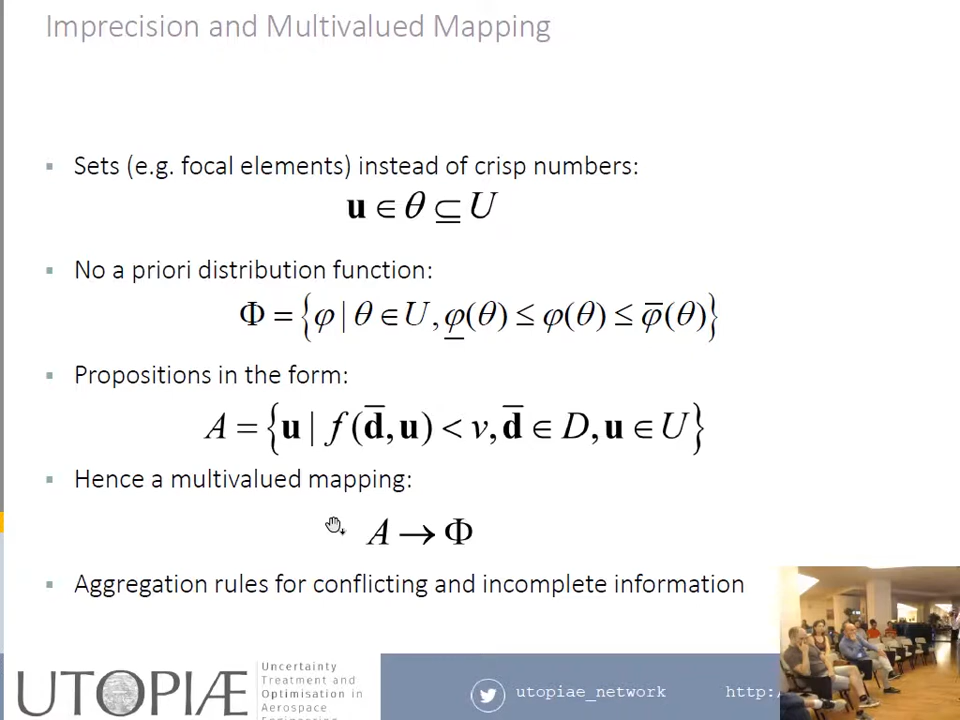 Imprecision and Multivalued Mapping
▪ Sets (e.g. focal elements) instead of crisp numbers:
u ∈ θ ⊆ U
▪ No a priori distribution function:
Φ = {φ | θ ∈ U, φ̲(θ) ≤ φ(θ) ≤ φ̅(θ)}
▪ Propositions in the form:
A = {u | f(d̅, u) < v, d̅ ∈ D, u ∈ U}
▪ Hence a multivalued mapping:
A → Φ
▪ Aggregation rules for conflicting and incomplete information
UTOPIÆ
Uncertainty
Treatment and
Optimisation in
Aerospace
Engineering
utopiae_network http:/